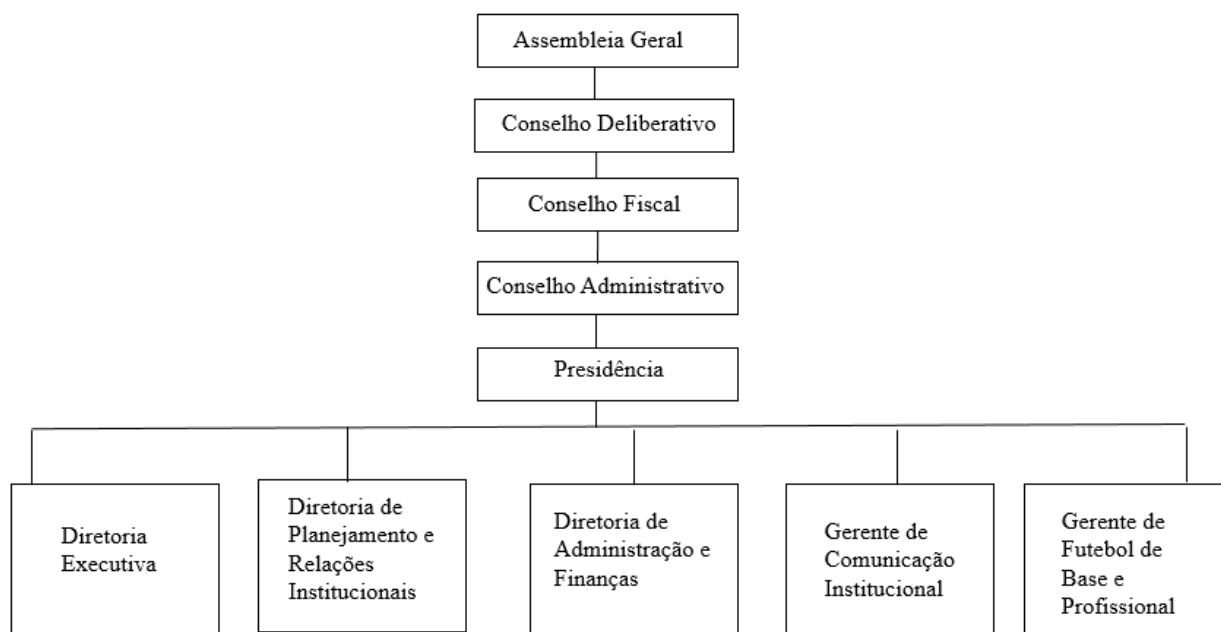 Assembleia Geral
Conselho Deliberativo
Conselho Fiscal
Conselho Administrativo
Presidência
Diretoria
Executiva
Diretoria de
Planejamento e
Relações
Institucionais
Diretoria de
Administração e
Finanças
Gerente de
Comunicação
Institucional
Gerente de
Futebol de
Base e
Profissional